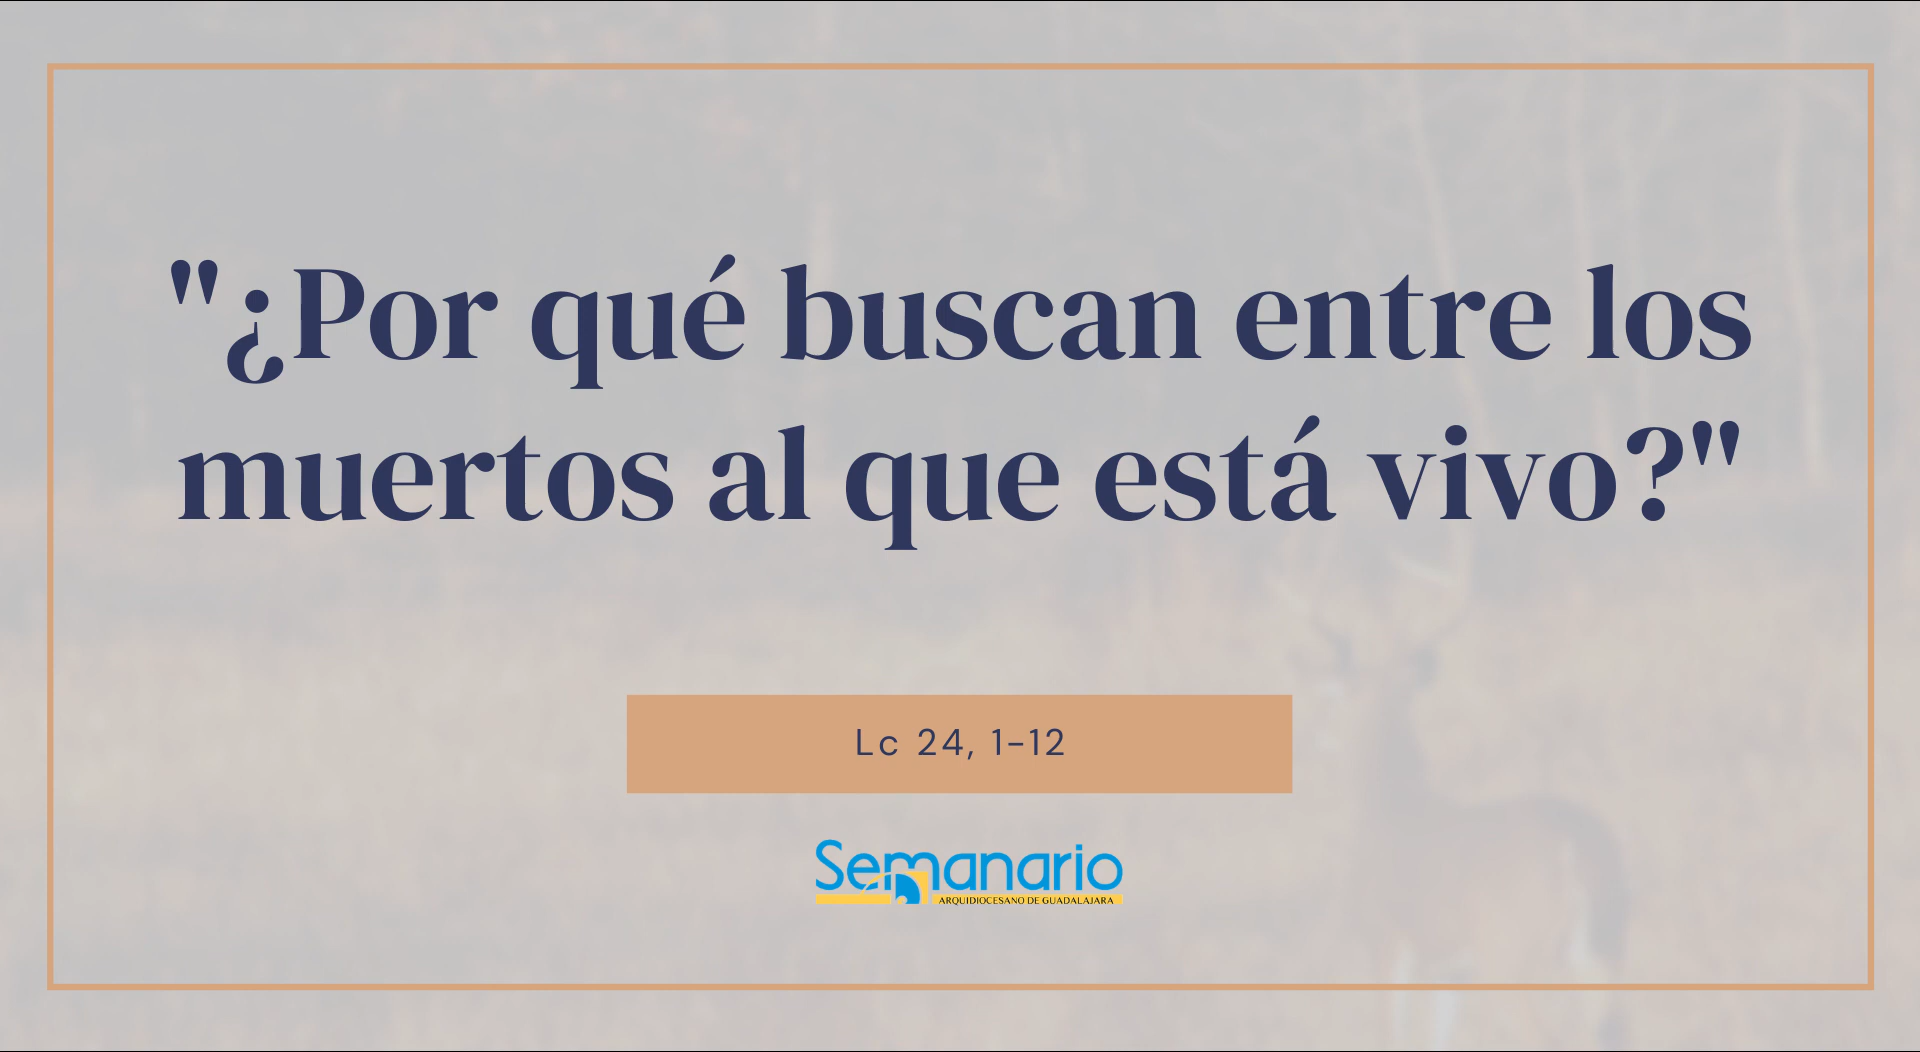 "¿Por qué buscan entre los
muertos al que está vivo?"
Lc 24, 1-12
Semanario
ARQUIDIOCESANO DE GUADALAJARA